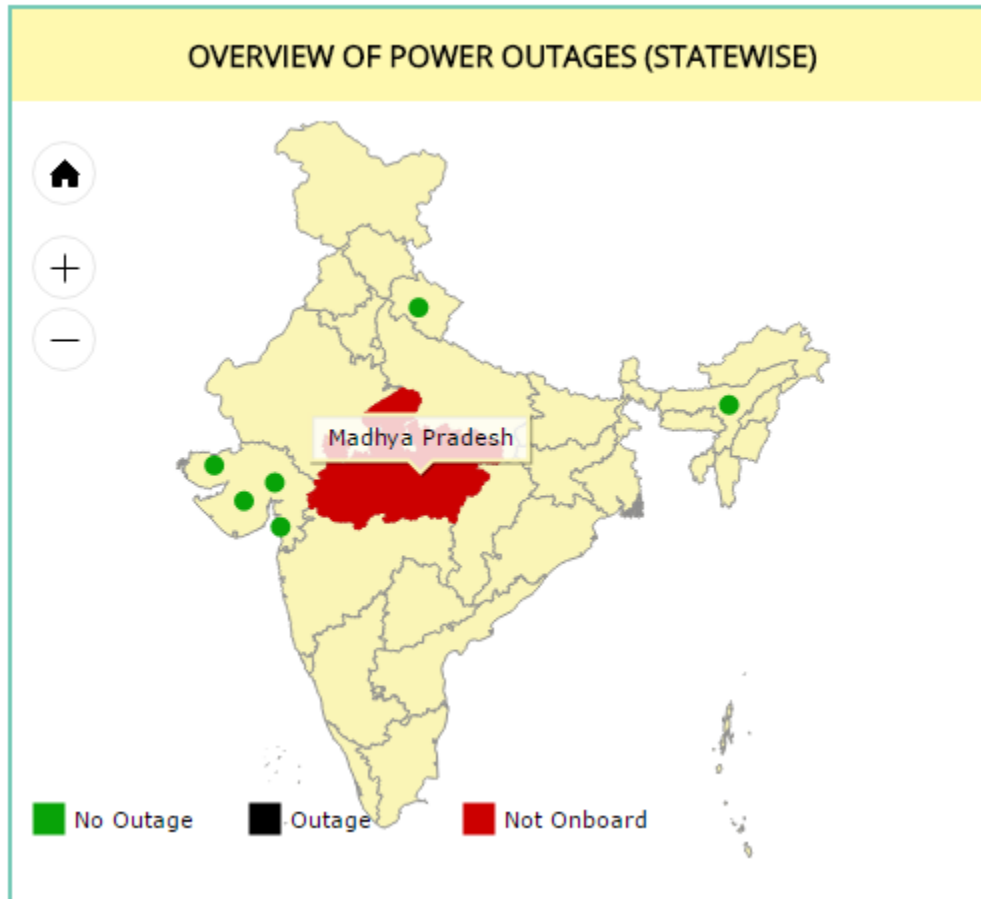 OVERVIEW OF POWER OUTAGES (STATEWISE)
Madhya Pradesh
No Outage
Outage
Not Onboard